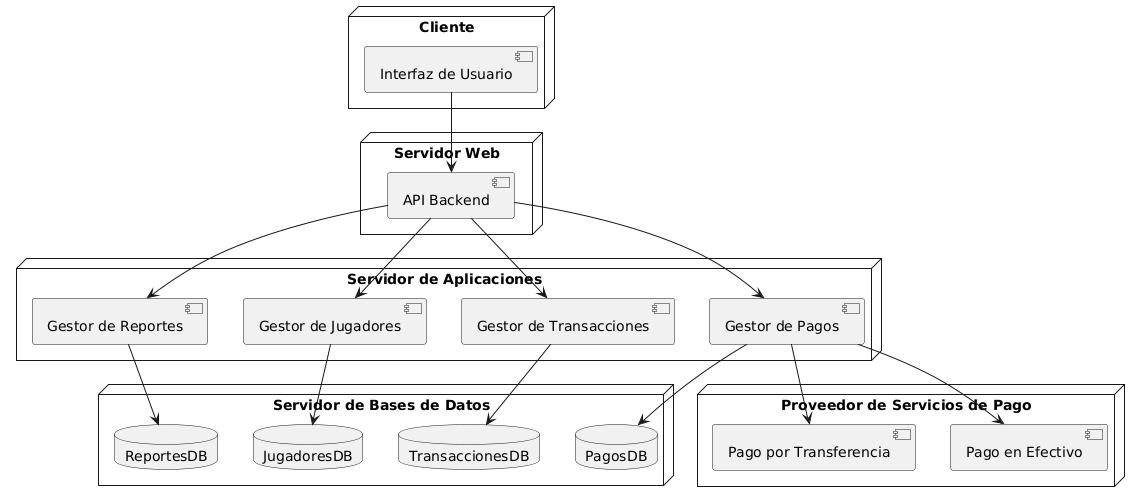 Cliente
Interfaz de Usuario
Servidor Web
API Backend
Servidor de Aplicaciones
Gestor de Reportes
Gestor de Jugadores
Gestor de Transacciones
Gestor de Pagos
Servidor de Bases de Datos
ReportesDB
JugadoresDB
TransaccionesDB
PagosDB
Proveedor de Servicios de Pago
Pago por Transferencia
Pago en Efectivo